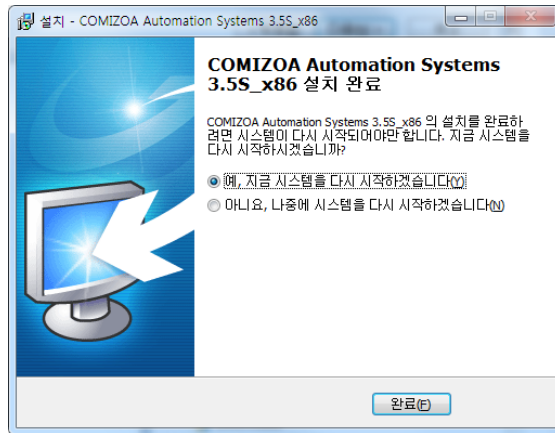 설치 - COMIZOA Automation Systems 3.5S_x86
COMIZOA Automation Systems
3.5S_x86 설치 완료
COMIZOA Automation Systems 3.5S_x86 의 설치를 완료하
려면 시스템이 다시 시작되어야만 합니다. 지금 시스템을
다시 시작하시겠습니까?
예, 지금 시스템을 다시 시작하겠습니다(Y)
아니요, 나중에 시스템을 다시 시작하겠습니다(N)
완료(F)